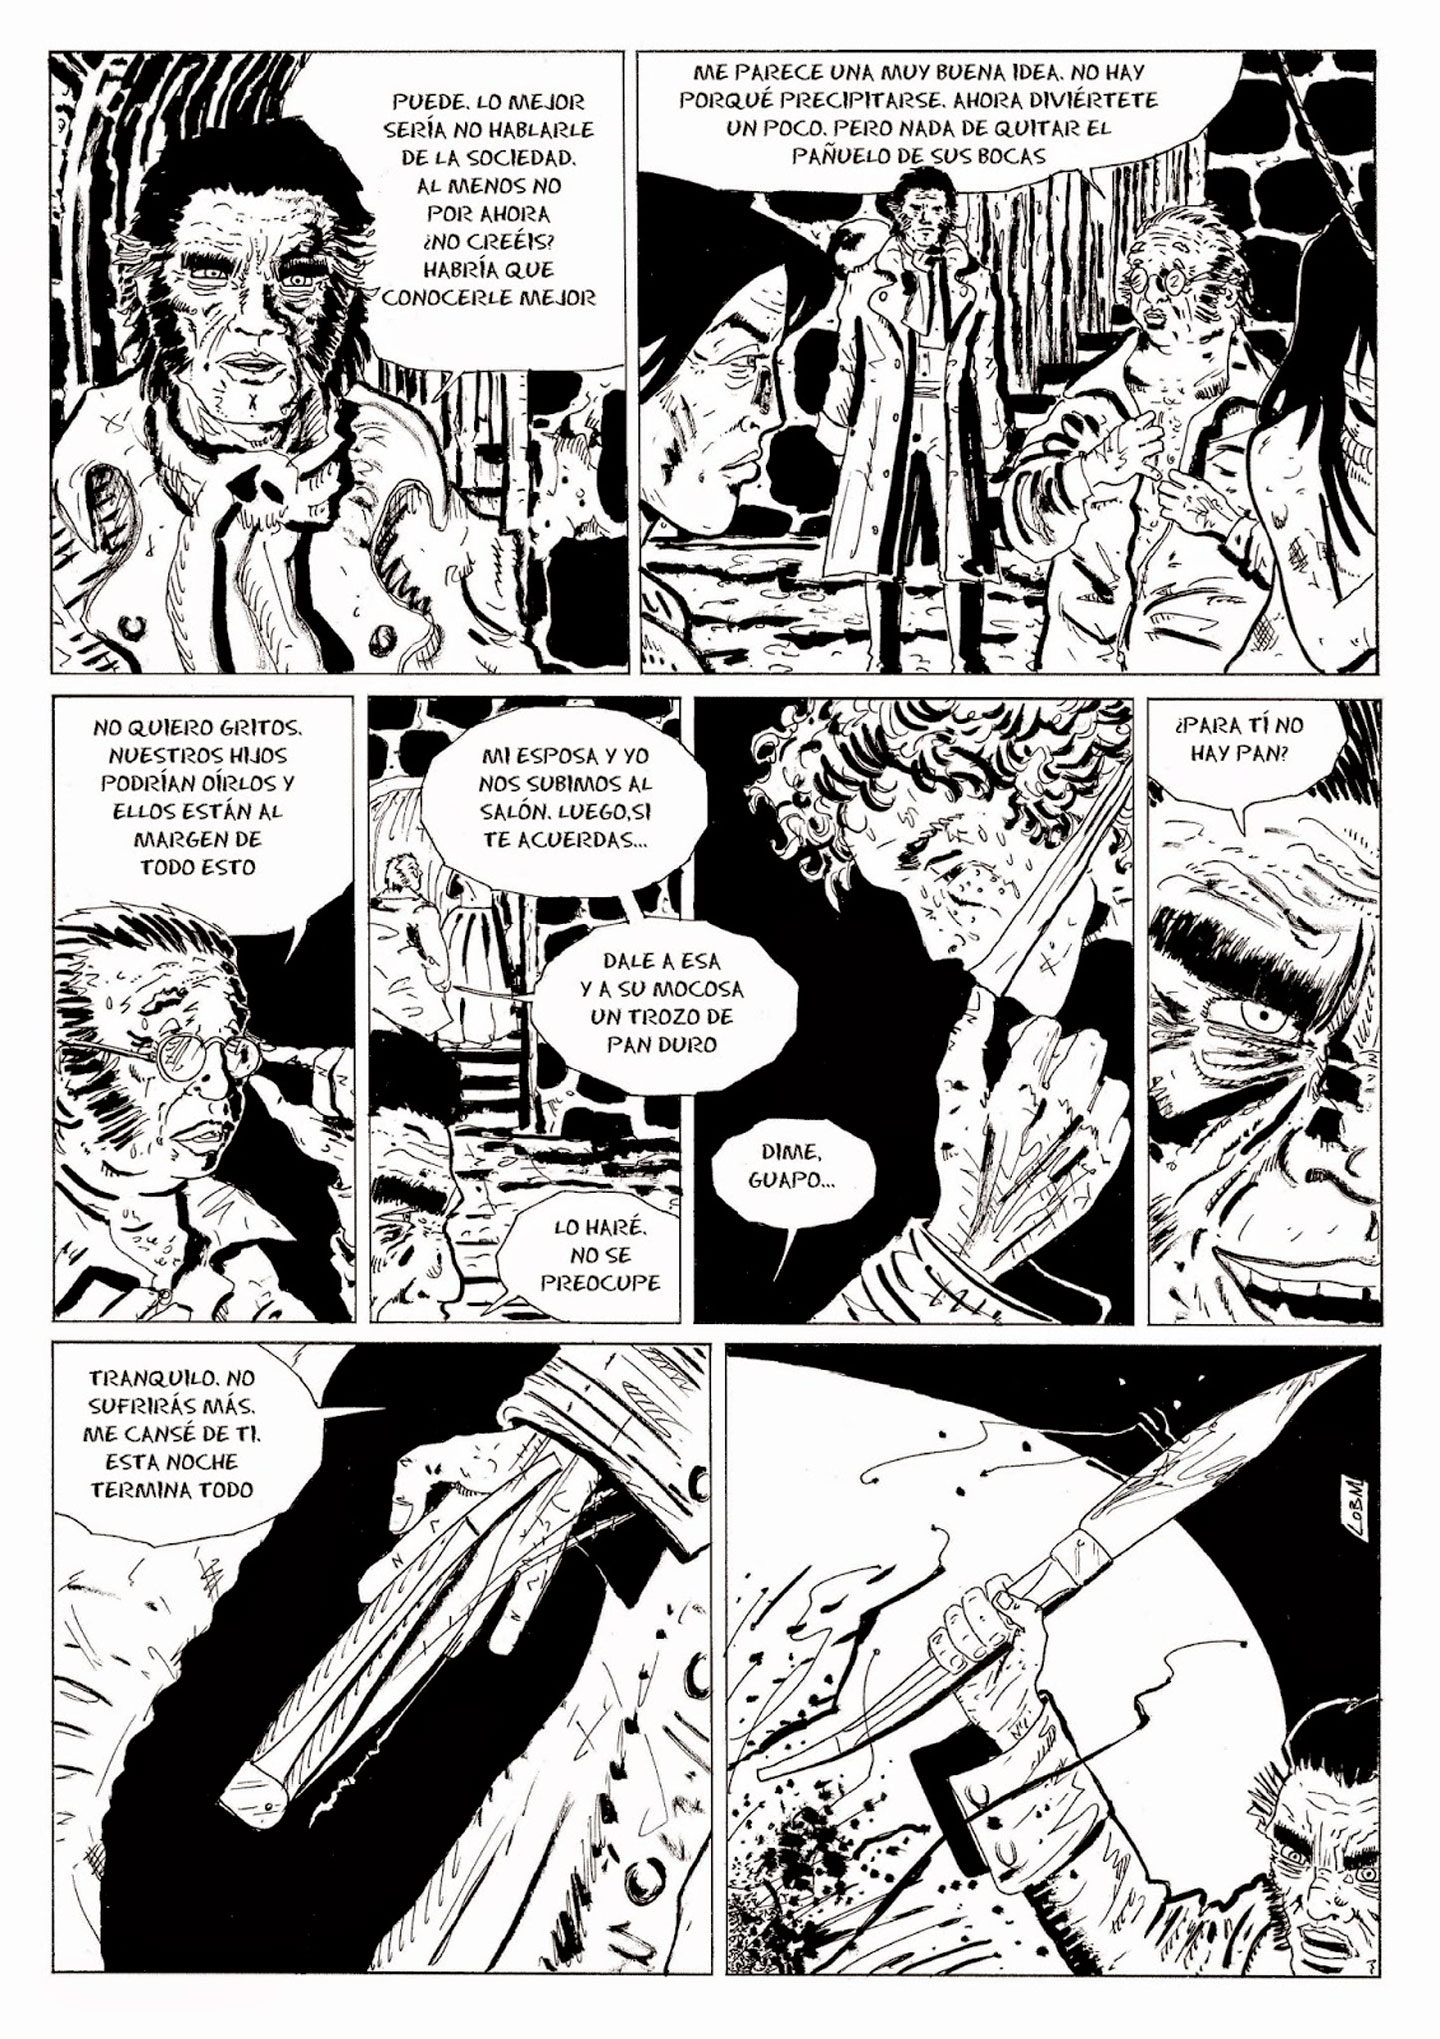 PUEDE. LO MEJOR
SERÍA NO HABLARLE
DE LA SOCIEDAD.
AL MENOS NO
POR AHORA
¿NO CREÉIS?
HABRÍA QUE
CONOCERLE MEJOR
ME PARECE UNA MUY BUENA IDEA. NO HAY
PORQUÉ PRECIPITARSE. AHORA DIVIÉRTETE
UN POCO. PERO NADA DE QUITAR EL
PAÑUELO DE SUS BOCAS
NO QUIERO GRITOS.
NUESTROS HIJOS
PODRÍAN OÍRLOS Y
ELLOS ESTÁN AL
MARGEN DE
TODO ESTO
MI ESPOSA Y YO
NOS SUBIMOS AL
SALÓN. LUEGO,SI
TE ACUERDAS...
DALE A ESA
Y A SU MOCOSA
UN TROZO DE
PAN DURO
LO HARÉ.
NO SE
PREOCUPE
DIME,
GUAPO...
¿PARA TÍ NO
HAY PAN?
TRANQUILO. NO
SUFRIRÁS MÁS.
ME CANSÉ DE TI.
ESTA NOCHE
TERMINA TODO
LOBM